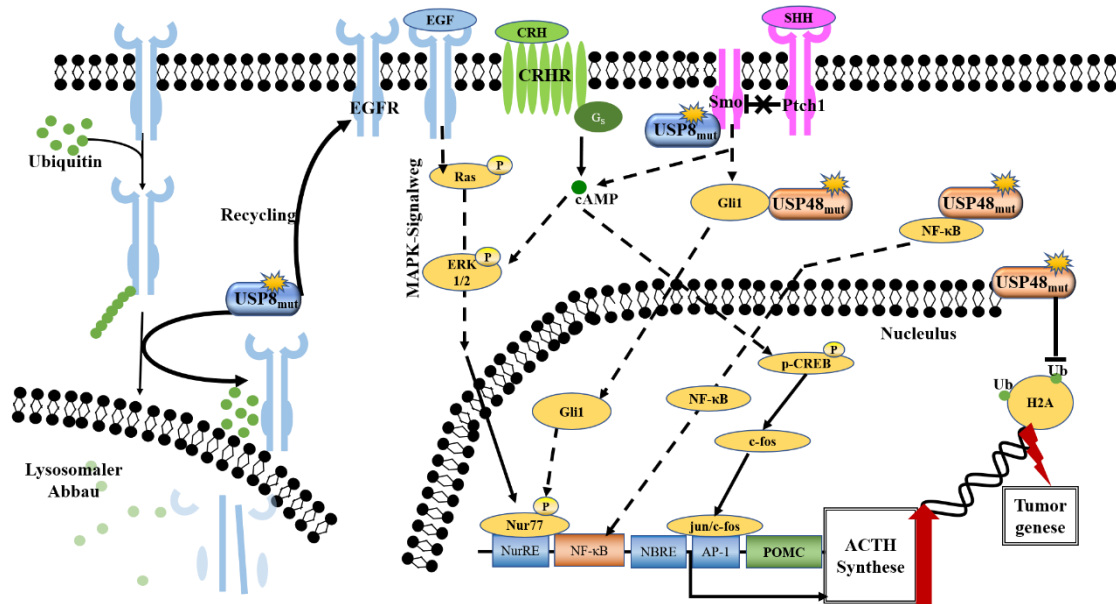 EGF
CRH
CRHR
SHH
EGFR
Gs
Smo
Ptch1
USP8mut
Ubiquitin
Recycling
MAPK-Signalweg
Ras
P
cAMP
Gli1
USP48mut
USP48mut
NF-κB
ERK
1/2
P
USP8mut
USP48mut
Nucleulus
p-CREB
P
Ub
Ub
H2A
NF-κB
Gli1
c-fos
Lysosomaler
Abbau
Tumor
genese
P
Nur77
jun/c-fos
NurRE
NF-κB
NBRE
AP-1
POMC
ACTH
Synthese